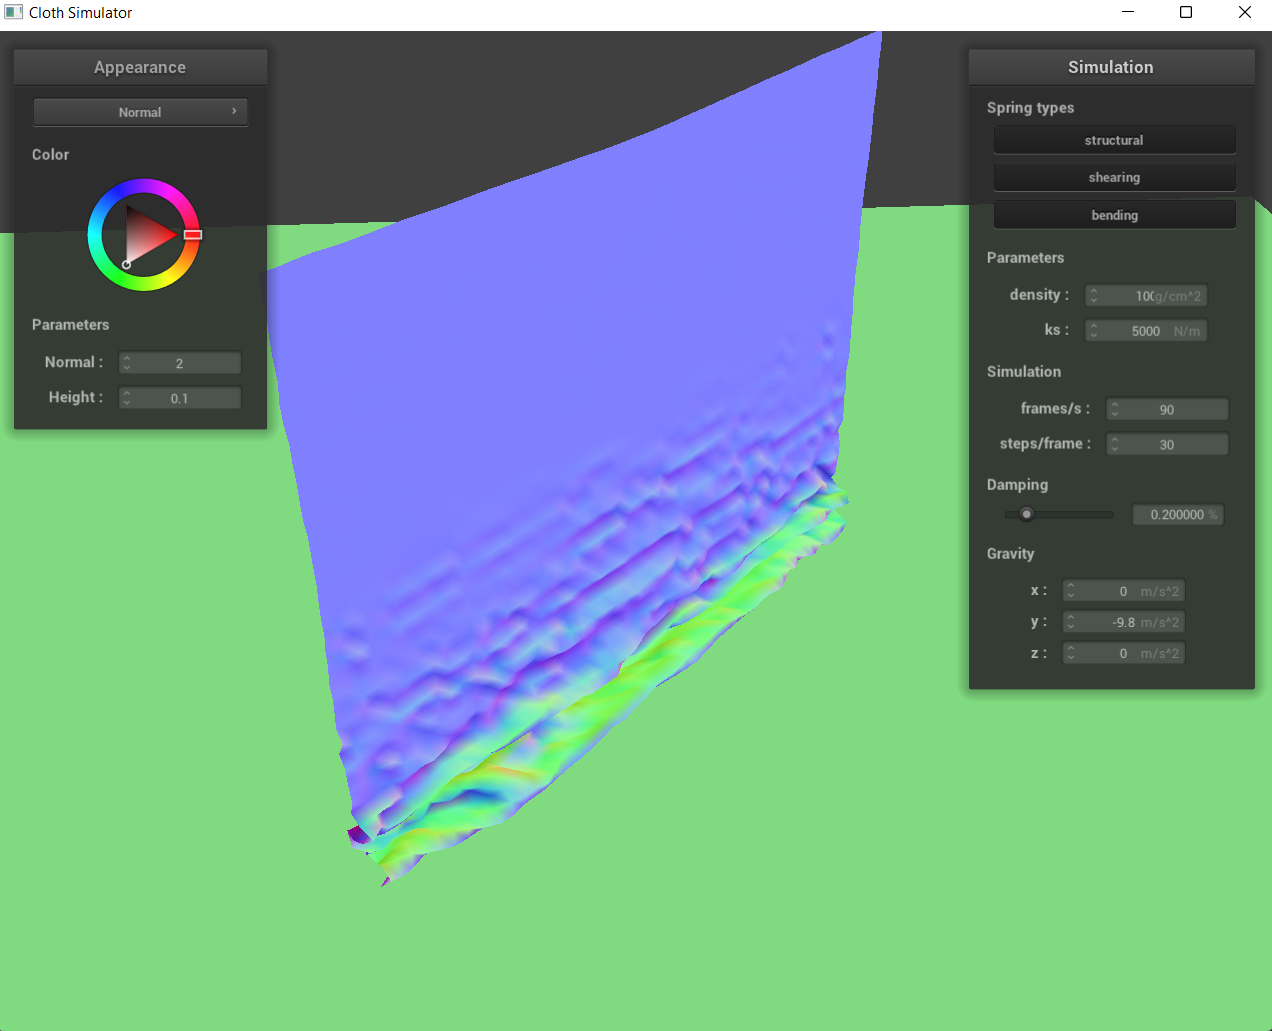 Cloth Simulator
Appearance
Normal
Color
Parameters
Normal : 2
Height : 0.1
Simulation
Spring types
structural
shearing
bending
Parameters
density : 100 g/cm^2
ks : 5000 N/m
Simulation
frames/s : 90
steps/frame : 30
Damping
0.200000 %
Gravity
x : 0 m/s^2
y : -9.8 m/s^2
z : 0 m/s^2